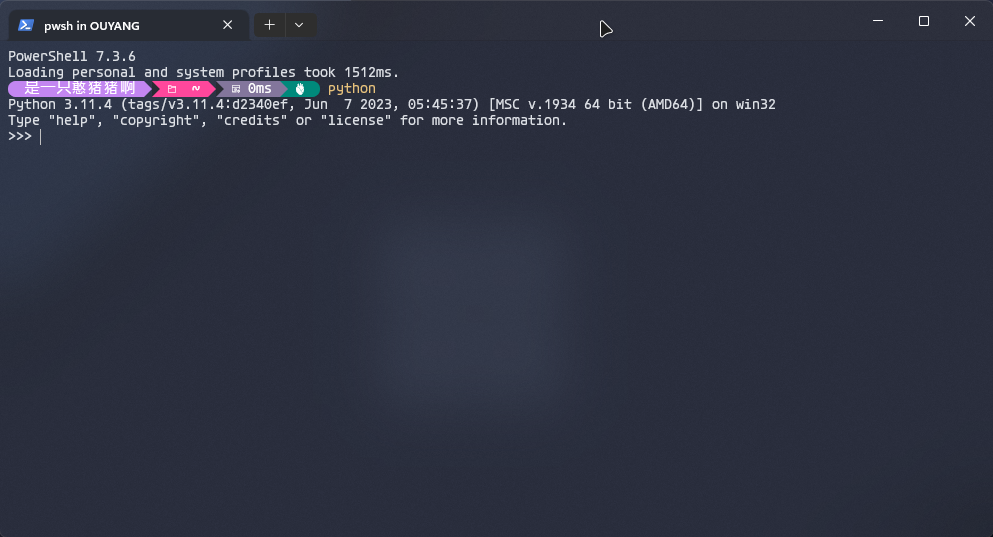 pwsh in OUYANG
PowerShell 7.3.6
Loading personal and system profiles took 1512ms.
是一只憨猪猪啊 ~ 0ms python
Python 3.11.4 (tags/v3.11.4:d2340ef, Jun  7 2023, 05:45:37) [MSC v.1934 64 bit (AMD64)] on win32
Type "help", "copyright", "credits" or "license" for more information.
>>>